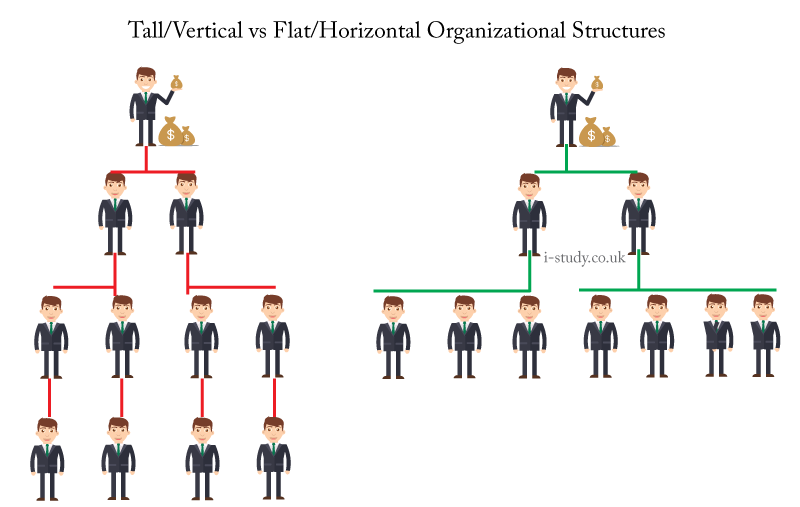 Tall/Vertical vs Flat/Horizontal Organizational Structures
$
$
$ $
$ $
i-study.co.uk